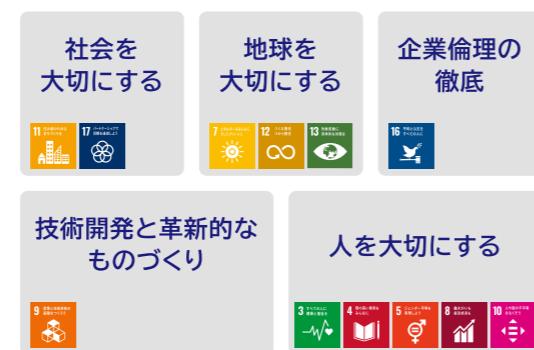 社会を
大切にする
地球を
大切にする
企業倫理の
徹底
11
17
7
12
13
16
技術開発と革新的な
ものづくり
人を大切にする
9
3
4
5
8
10